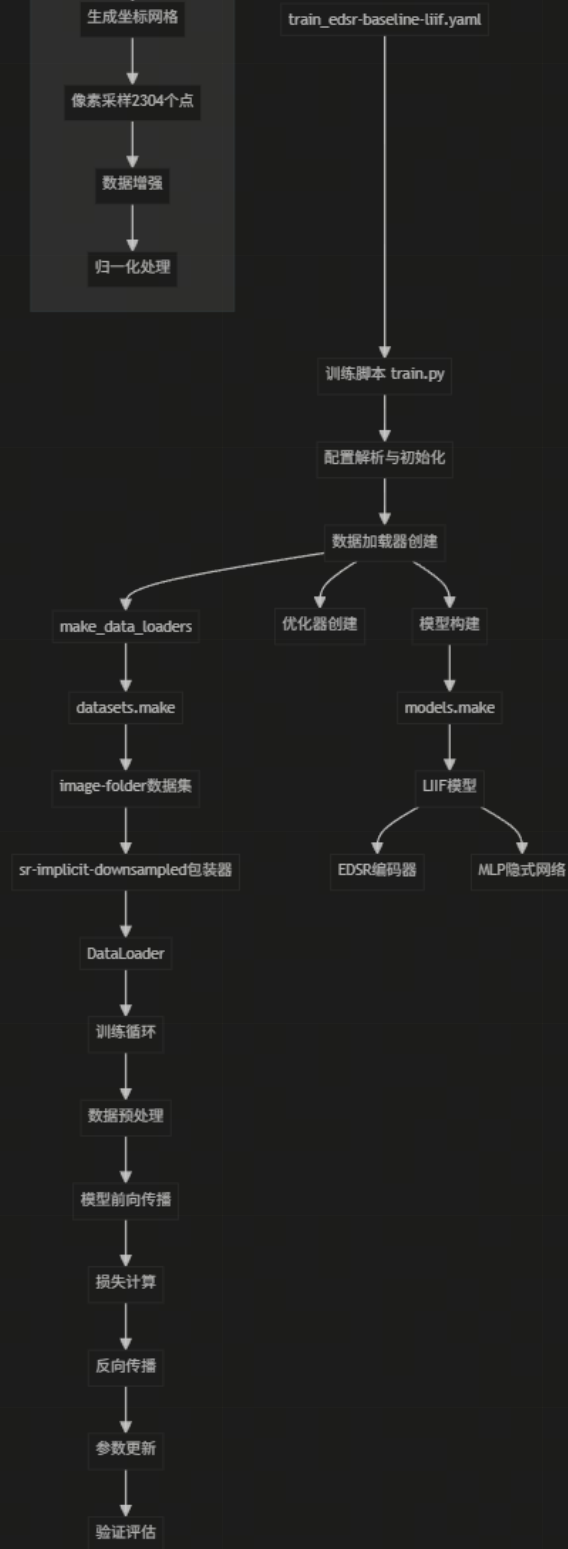 生成坐标网格
像素采样2304个点
数据增强
归一化处理
train_edsr-baseline-liif.yaml
训练脚本 train.py
配置解析与初始化
数据加载器创建
make_data_loaders
优化器创建
模型构建
datasets.make
models.make
image-folder数据集
LIIF模型
sr-implicit-downsampled包装器
EDSR编码器
MLP隐式网络
DataLoader
训练循环
数据预处理
模型前向传播
损失计算
反向传播
参数更新
验证评估